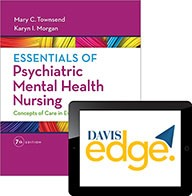 Mary C. Townsend
Karyn I. Morgan
ESSENTIALS OF
Psychiatric
Mental Health
Nursing
Concepts of Care in E
7TH EDITION
DAVIS
edge.